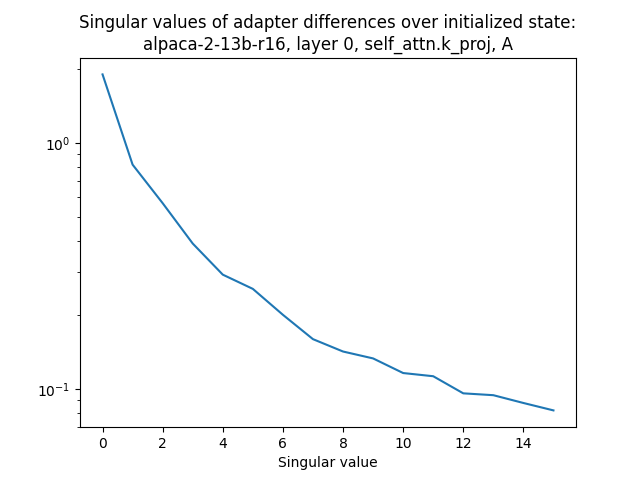 Singular values of adapter differences over initialized state:
alpaca-2-13b-r16, layer 0, self_attn.k_proj, A
10⁰
10⁻¹
0 2 4 6 8 10 12 14
Singular value